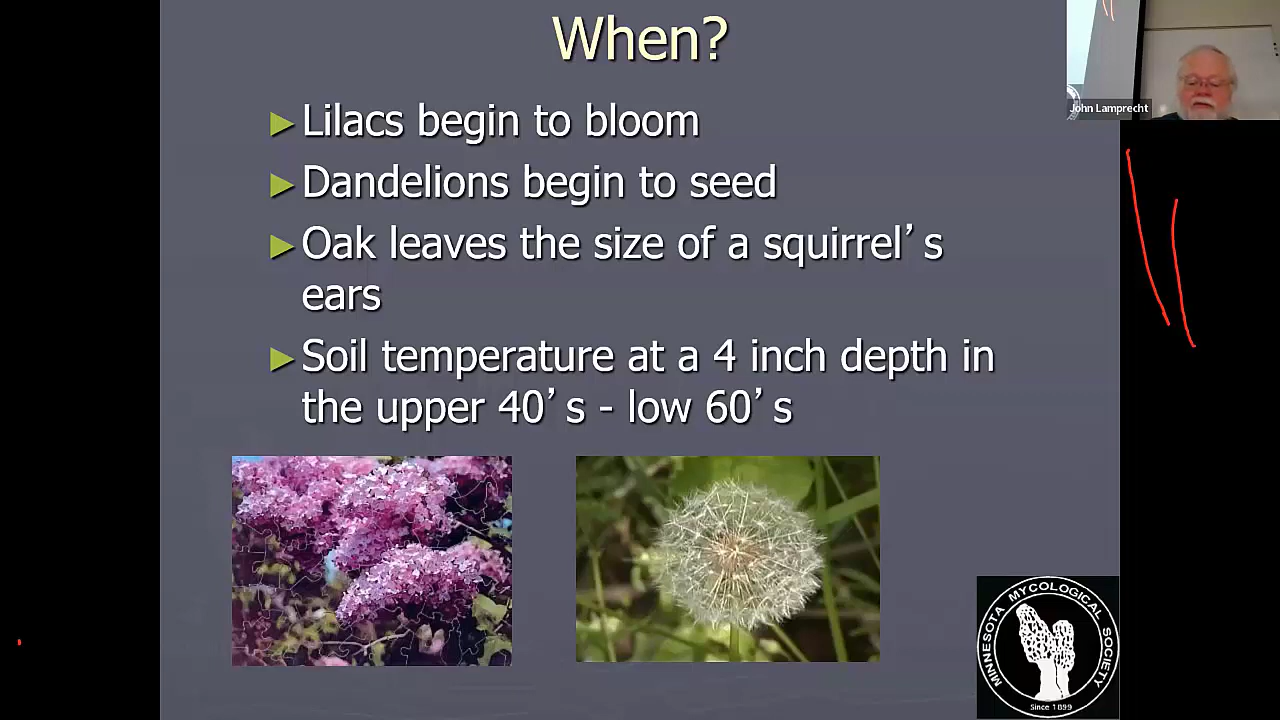 When?
Lilacs begin to bloom
Dandelions begin to seed
Oak leaves the size of a squirrel’s
ears
Soil temperature at a 4 inch depth in
the upper 40’s - low 60’s
John Lamprecht
MINNESOTA MYCOLOGICAL SOCIETY
Since 1899